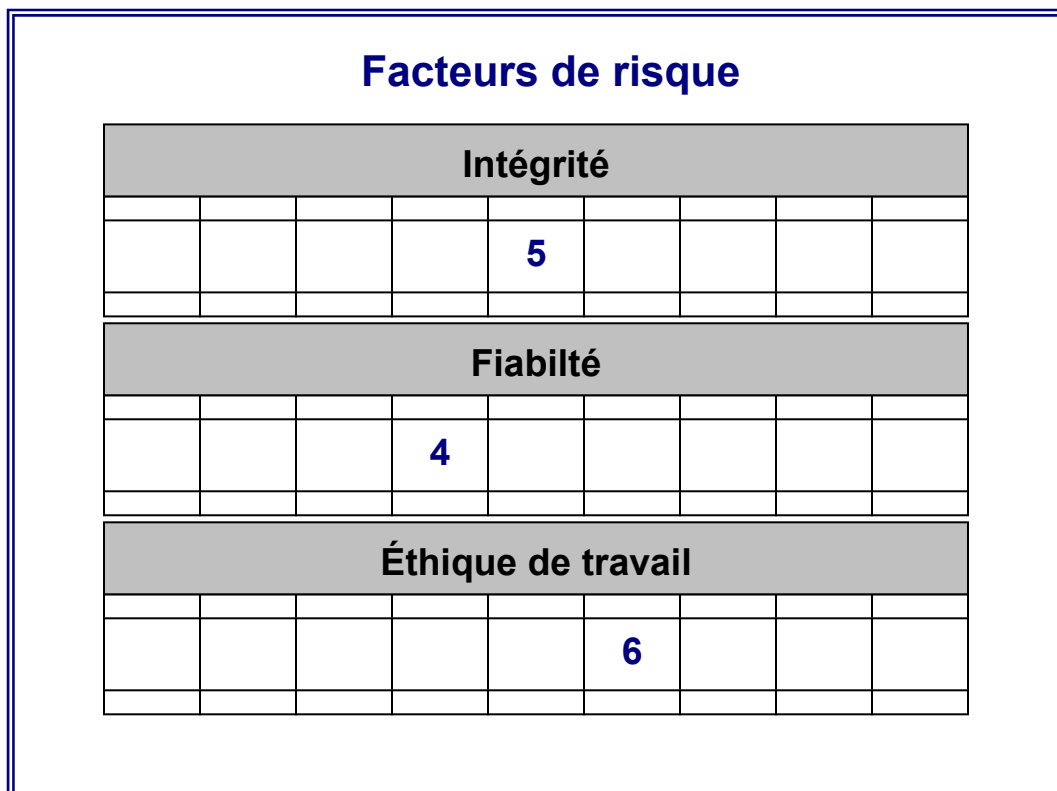 Facteurs de risque
Intégrité
5
Fiabilté
4
Éthique de travail
6